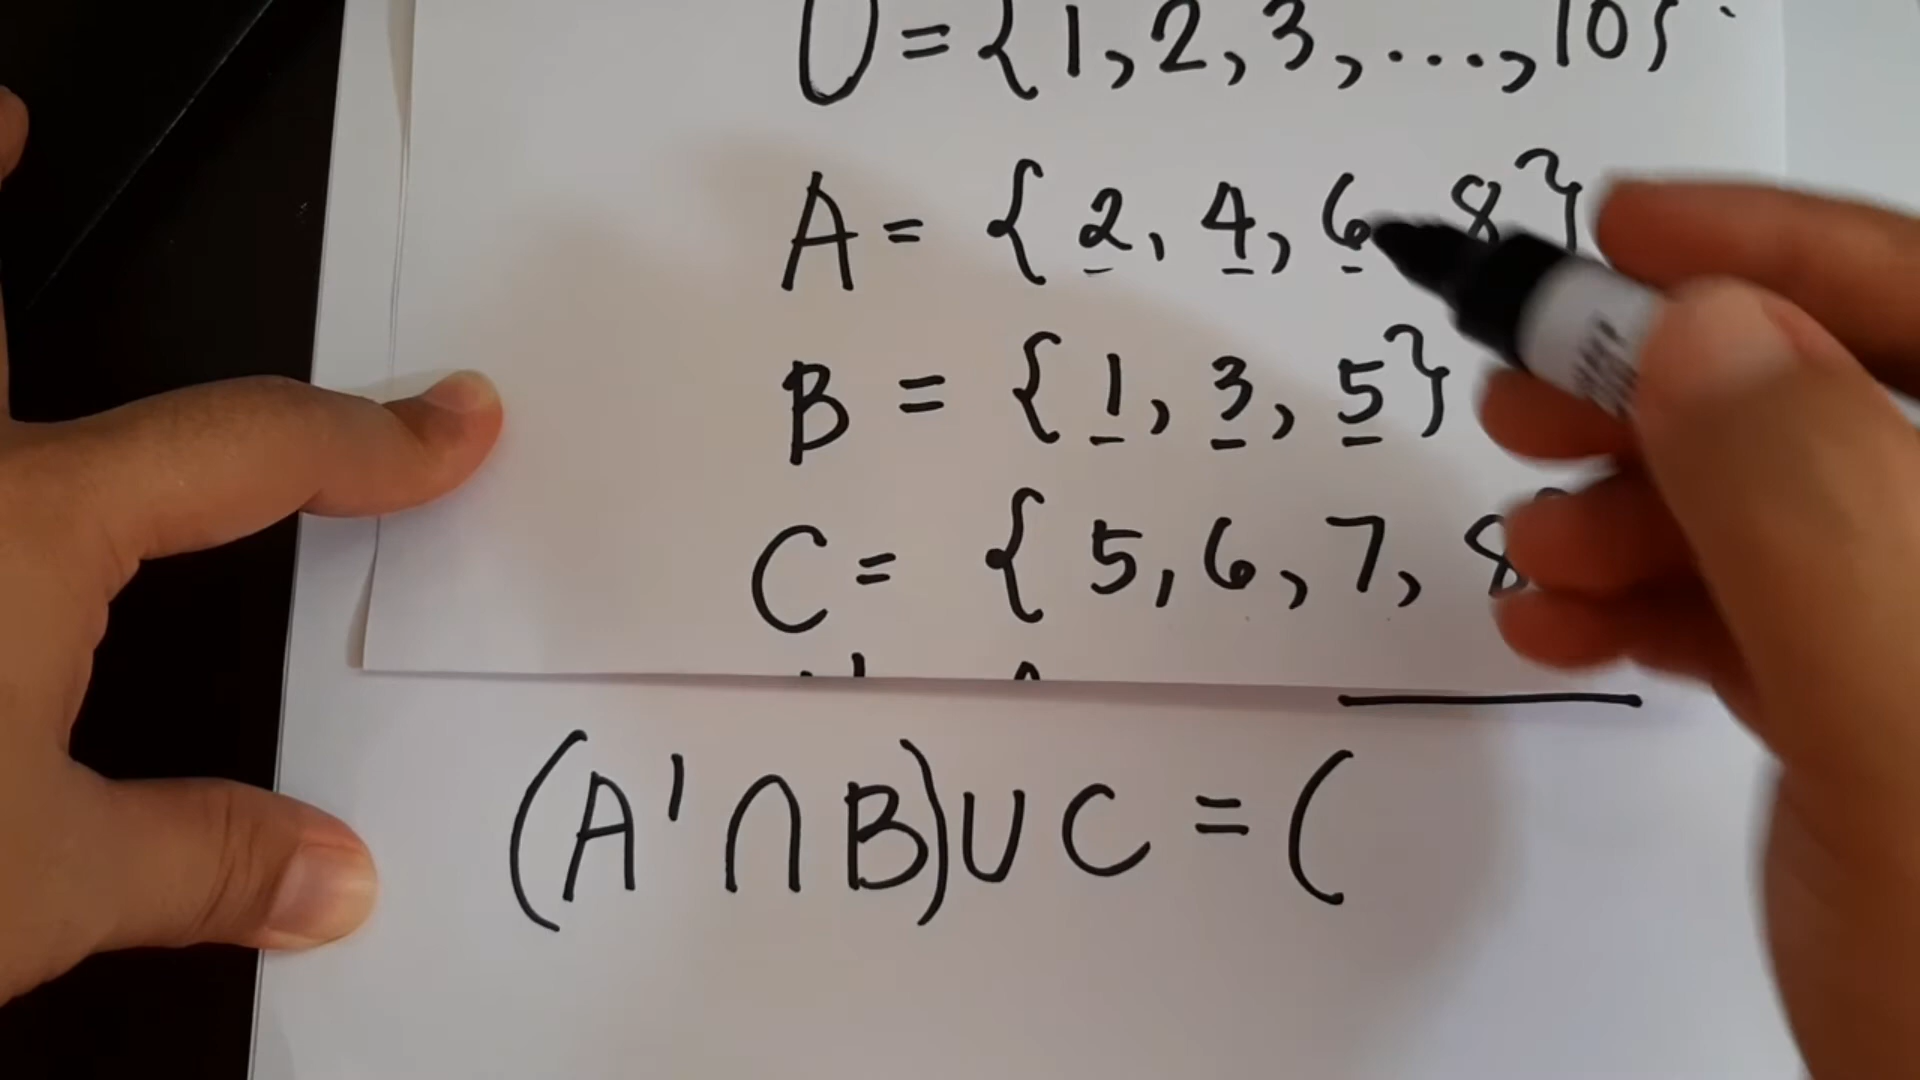 U = {1, 2, 3, ..., 10}
A = { 2, 4, 6 8}
B = {1, 3, 5}
C = { 5, 6, 7, 8
(A' ∩ B) ∪ C = (